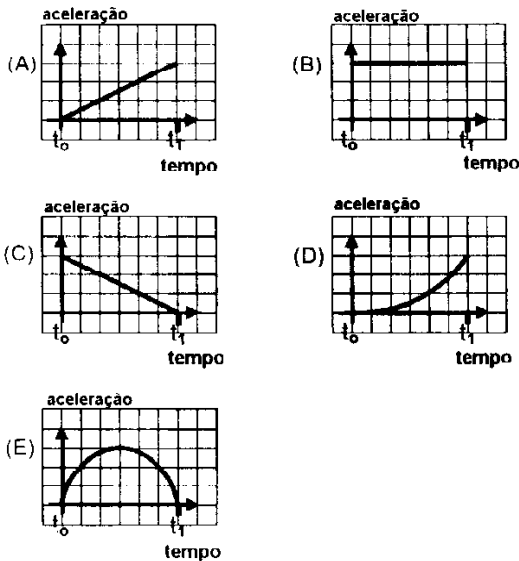 aceleração
(A)
t₀ t₁
tempo
aceleração
(B)
t₀ t₁
tempo
aceleração
(C)
t₀ t₁
tempo
aceleração
(D)
t₀ t₁
tempo
aceleração
(E)
t₀ t₁
tempo